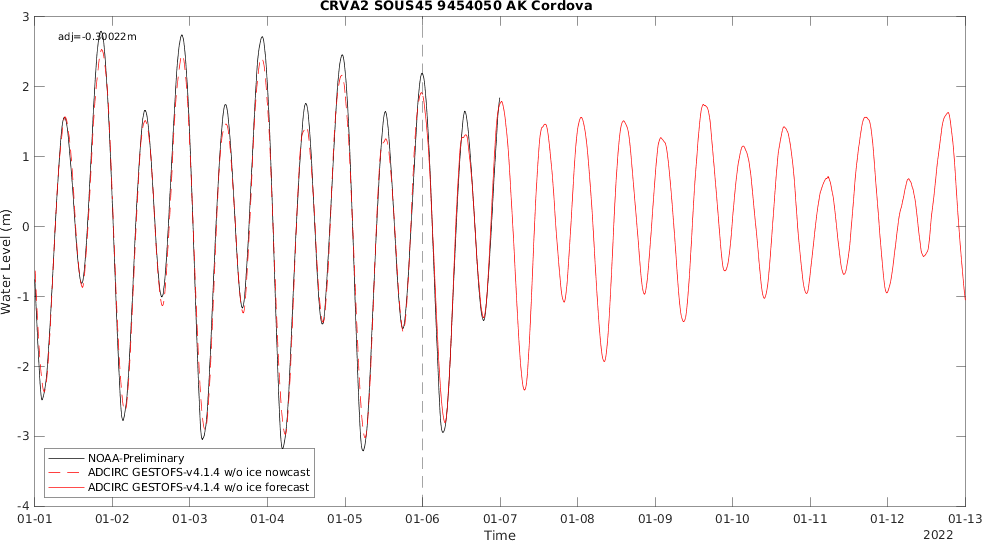 CRVA2 SOUS45 9454050 AK Cordova
adj=-0.30022m
3
2
1
0
-1
-2
-3
-4
Water Level (m)
NOAA-Preliminary
ADCIRC GESTOFS-v4.1.4 w/o ice nowcast
ADCIRC GESTOFS-v4.1.4 w/o ice forecast
01-01 01-02 01-03 01-04 01-05 01-06 01-07 01-08 01-09 01-10 01-11 01-12 01-13
Time
2022